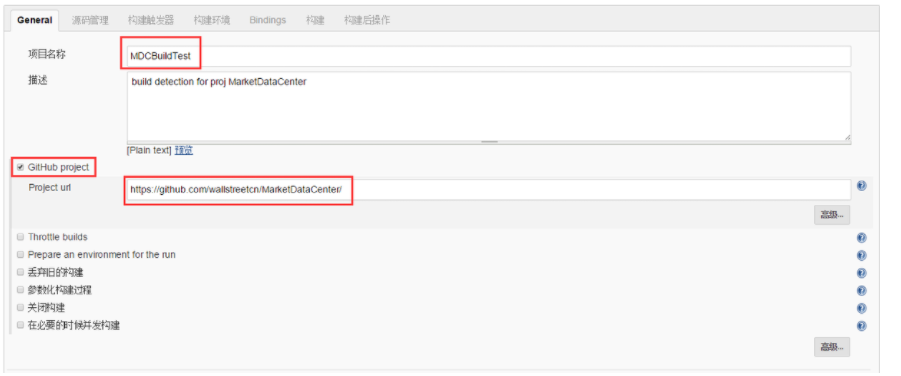 General 源码管理 构建触发器 构建环境 Bindings 构建 构建后操作
项目名称 MDCBuildTest
描述 build detection for proj MarketDataCenter
[Plain text] 预览
GitHub project
Project url https://github.com/wallstreetcn/MarketDataCenter/
高级...
Throttle builds
Prepare an environment for the run
丢弃旧的构建
参数化构建过程
关闭构建
在必要的时候并发构建
高级...